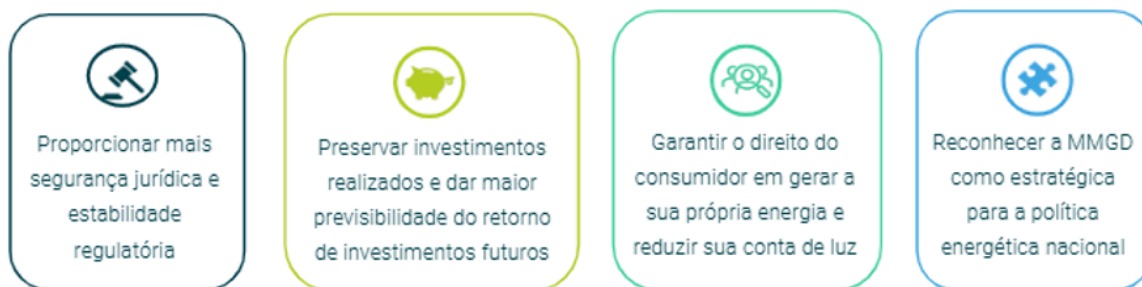 Proporcionar mais
segurança jurídica e
estabilidade
regulatória
Preservar investimentos
realizados e dar maior
previsibilidade do retorno
de investimentos futuros
Garantir o direito do
consumidor em gerar a
sua própria energia e
reduzir sua conta de luz
Reconhecer a MMGD
como estratégica
para a política
energética nacional